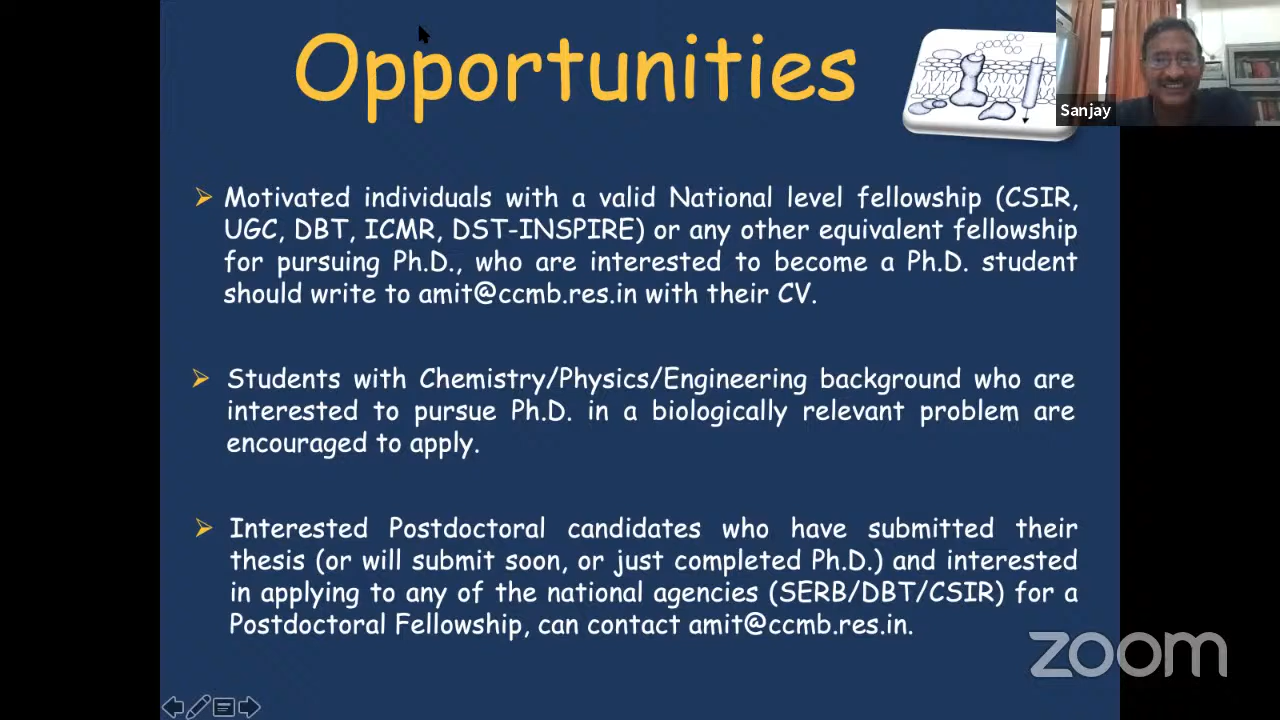 Opportunities
Sanjay
Motivated individuals with a valid National level fellowship (CSIR,
UGC, DBT, ICMR, DST-INSPIRE) or any other equivalent fellowship
for pursuing Ph.D., who are interested to become a Ph.D. student
should write to amit@ccmb.res.in with their CV.
Students with Chemistry/Physics/Engineering background who are
interested to pursue Ph.D. in a biologically relevant problem are
encouraged to apply.
Interested Postdoctoral candidates who have submitted their
thesis (or will submit soon, or just completed Ph.D.) and interested
in applying to any of the national agencies (SERB/DBT/CSIR) for a
Postdoctoral Fellowship, can contact amit@ccmb.res.in.
zoom